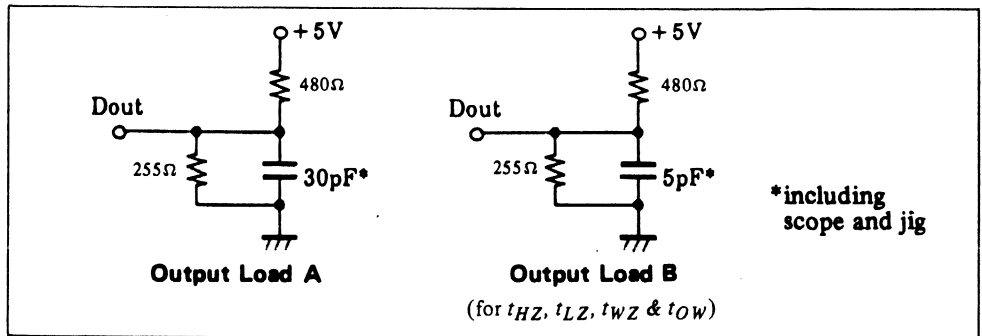 +5V
480Ω
Dout
255Ω
30pF*
Output Load A
+5V
480Ω
Dout
255Ω
5pF*
Output Load B
(for tHZ, tLZ, tWZ & tOW)
*including
scope and jig